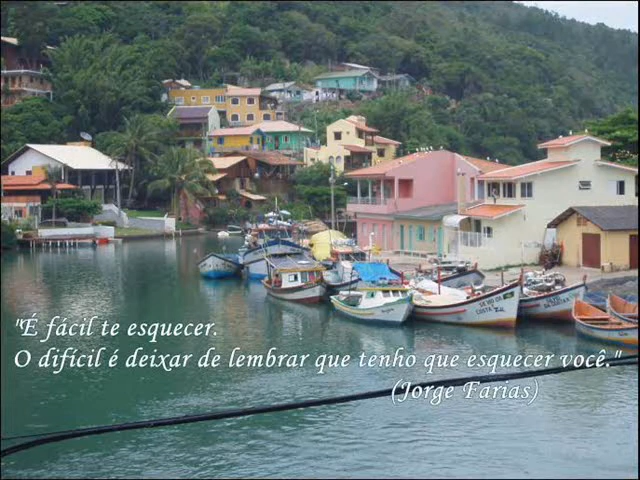 "É fácil te esquecer.
O difícil é deixar de lembrar que tenho que esquecer você."
(Jorge Farias)